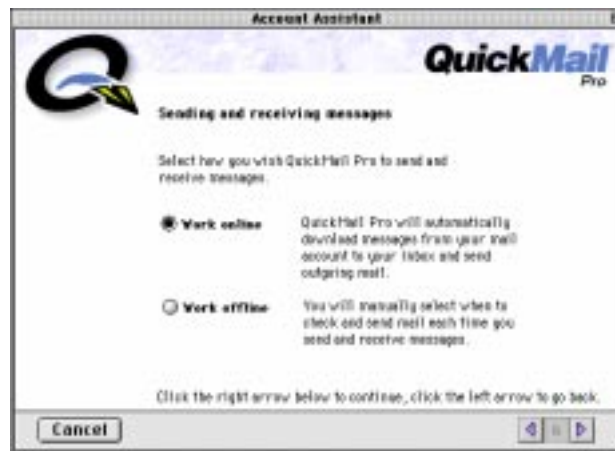 Account Assistant
QuickMail
Pro
Sending and receiving messages
Select how you wish QuickMail Pro to send and
receive messages.
Work online
QuickMail Pro will automatically
download messages from your mail
account to your Inbox and send
outgoing mail.
Work offline
You will manually select when to
check and send mail each time you
send and receive messages.
Click the right arrow below to continue, click the left arrow to go back.
Cancel